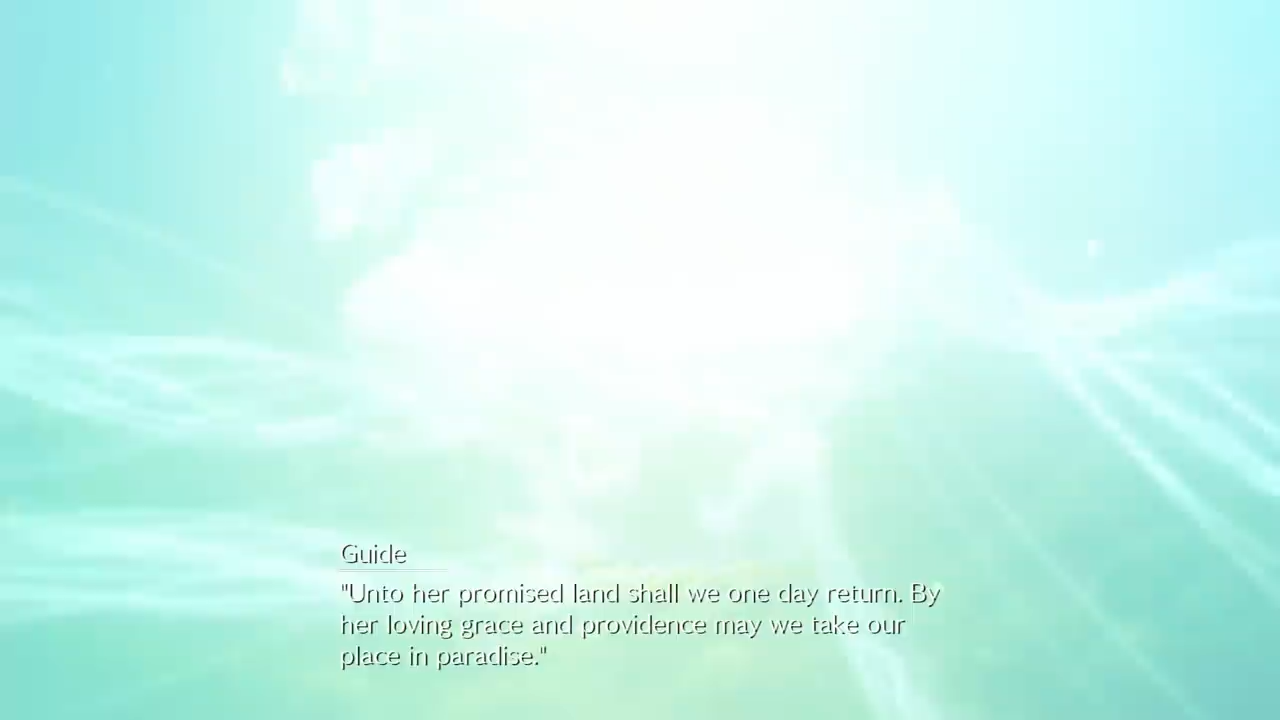 Guide
"Unto her promised land shall we one day return. By
her loving grace and providence may we take our
place in paradise."